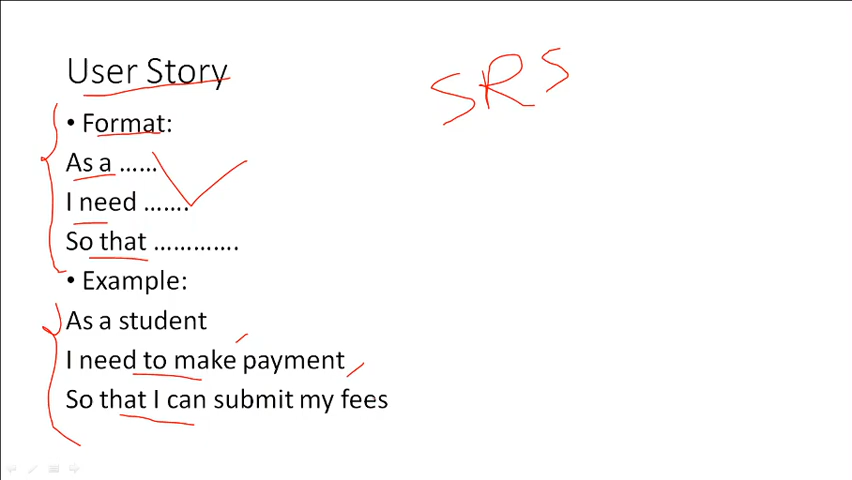 User Story
SRS
• Format:
As a ......
I need .......
So that .............
• Example:
As a student
I need to make payment
So that I can submit my fees